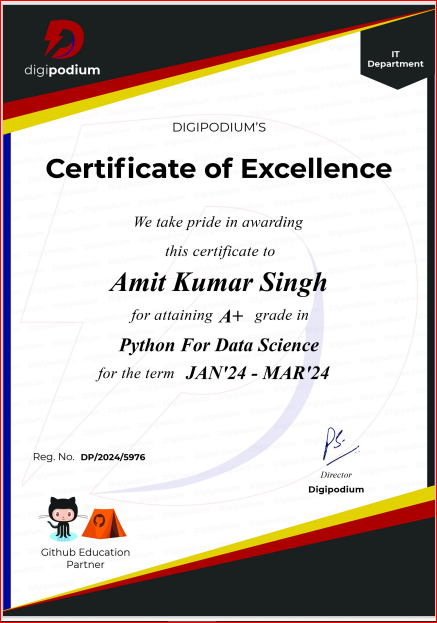 digipodium
IT
Department
DIGIPODIUM'S
Certificate of Excellence
We take pride in awarding
this certificate to
Amit Kumar Singh
for attaining A+ grade in
Python For Data Science
for the term JAN'24 - MAR'24
Reg. No. DP/2024/5976
Director
Digipodium
Github Education
Partner